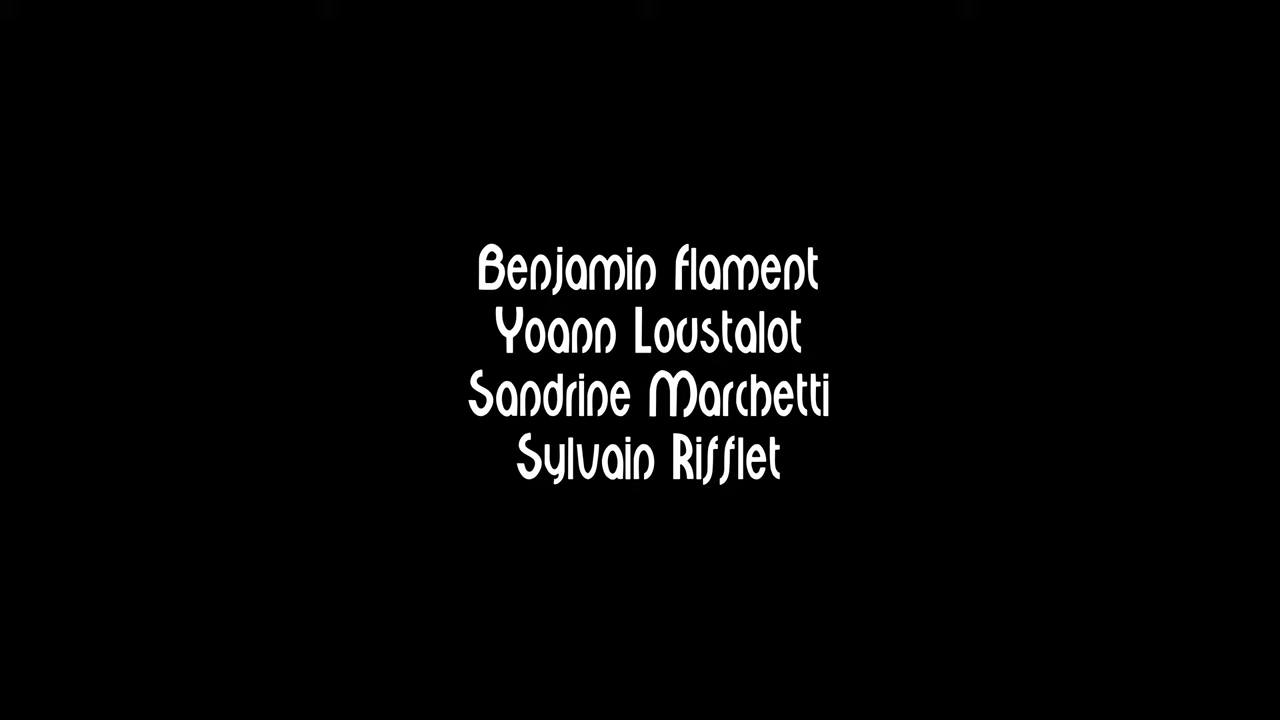 Benjamin Flament
Yoann Loustalot
Sandrine Marchetti
Sylvain Rifflet